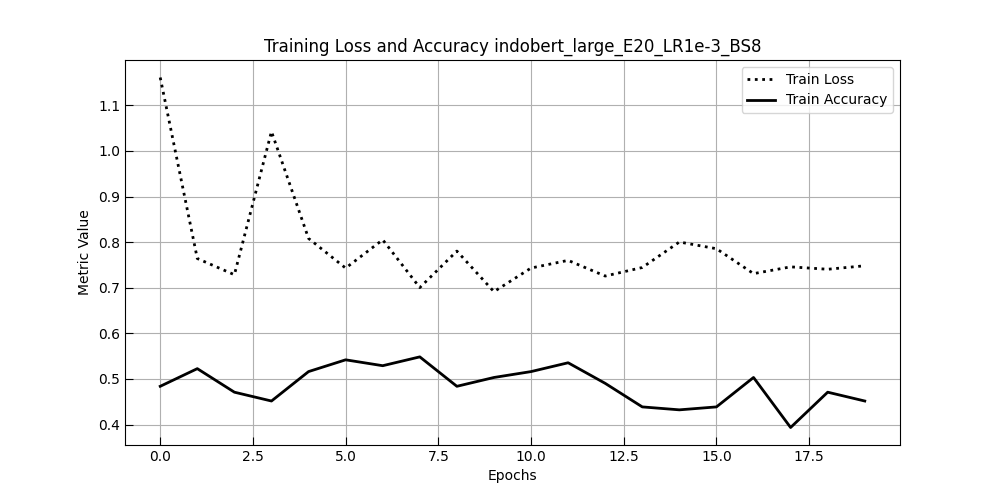 Training Loss and Accuracy indobert_large_E20_LR1e-3_BS8
Train Loss
Train Accuracy
Metric Value
1.1
1.0
0.9
0.8
0.7
0.6
0.5
0.4
0.0 2.5 5.0 7.5 10.0 12.5 15.0 17.5
Epochs